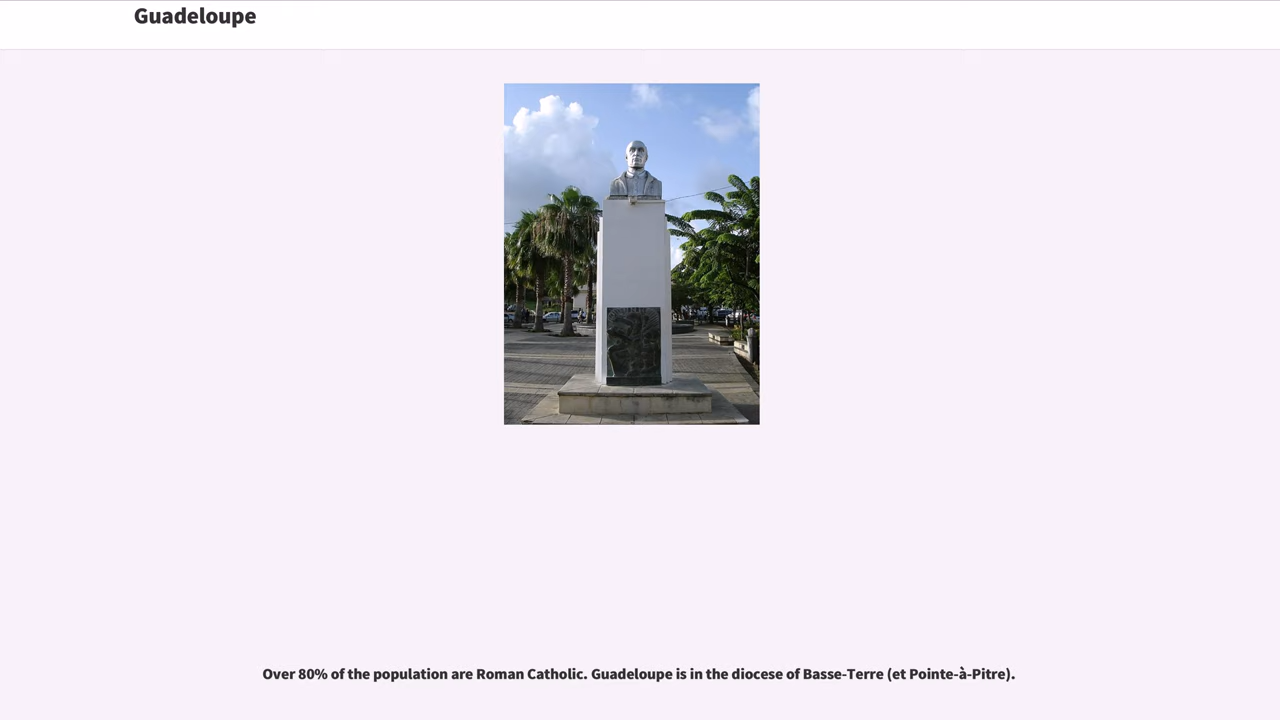 Guadeloupe
Over 80% of the population are Roman Catholic. Guadeloupe is in the diocese of Basse-Terre (et Pointe-à-Pitre).